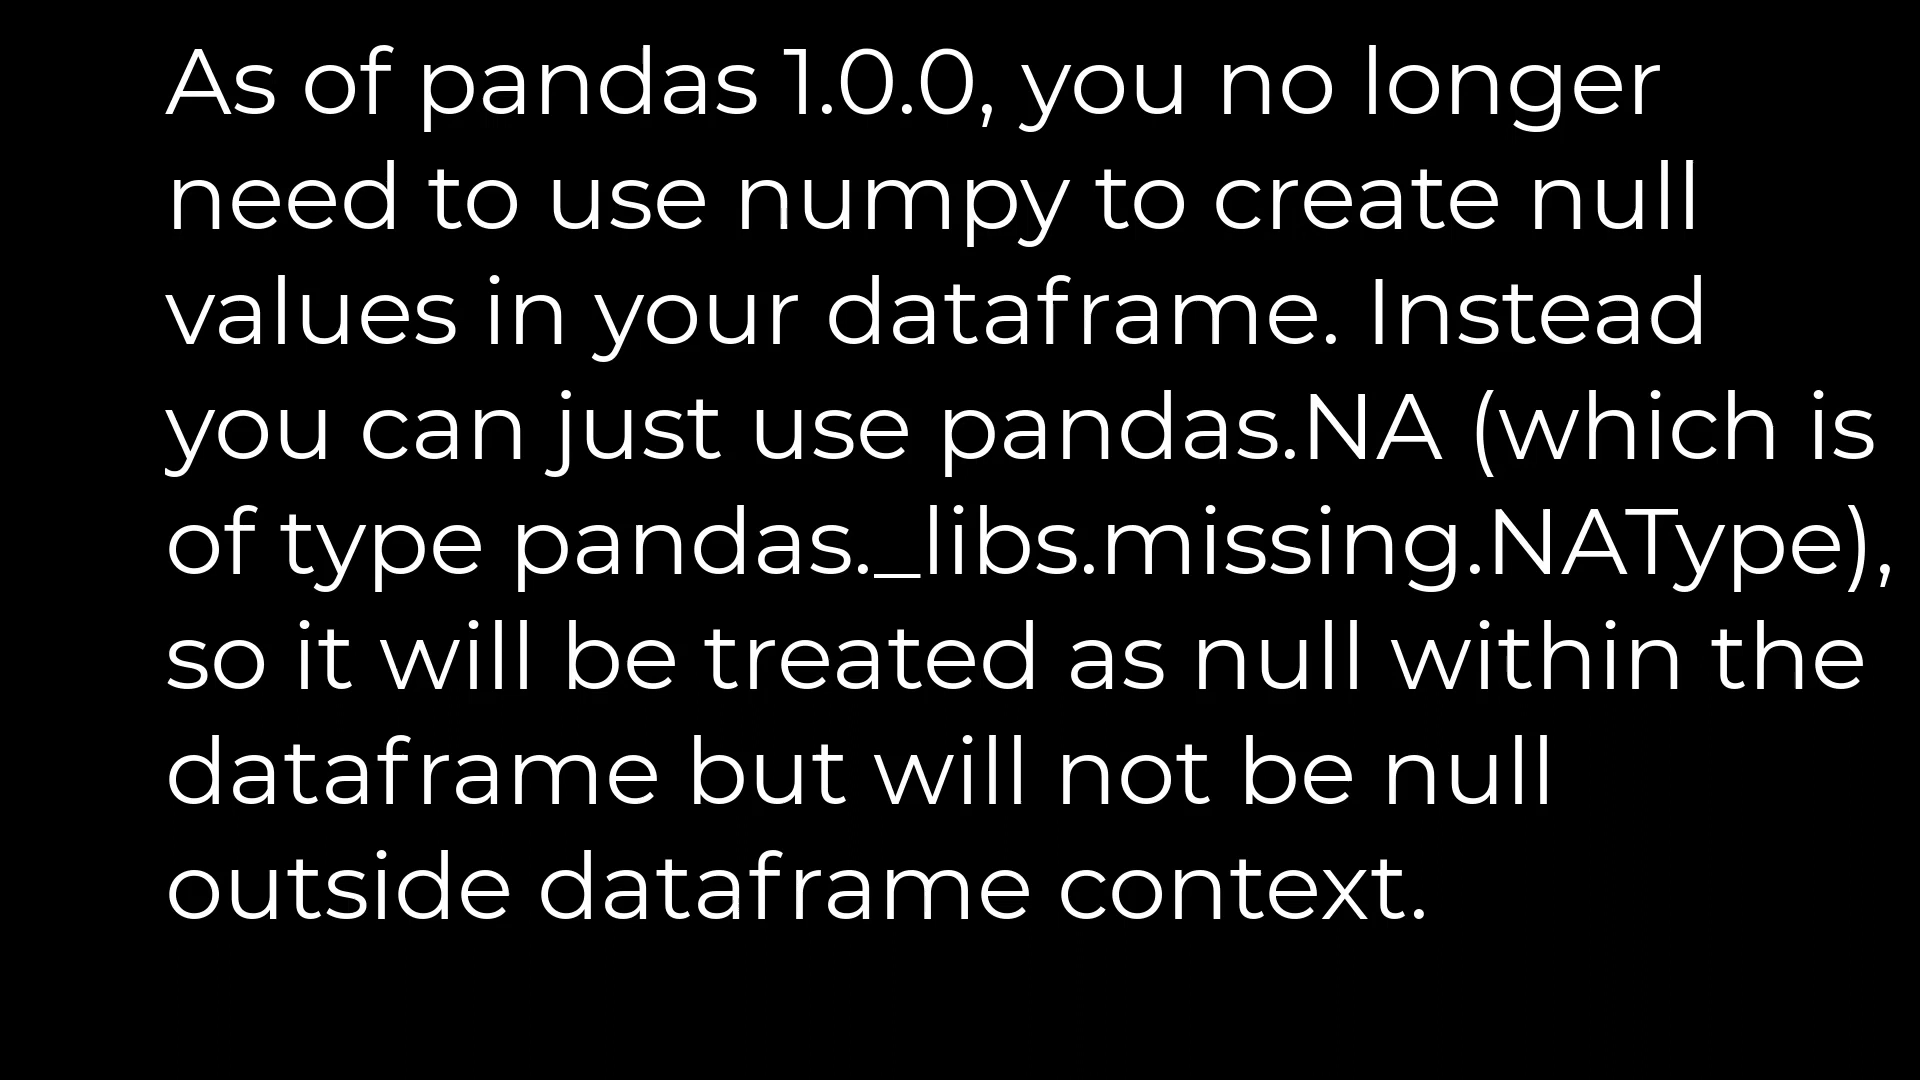 As of pandas 1.0.0, you no longer
need to use numpy to create null
values in your dataframe. Instead
you can just use pandas.NA (which is
of type pandas._libs.missing.NAType),
so it will be treated as null within the
dataframe but will not be null
outside dataframe context.